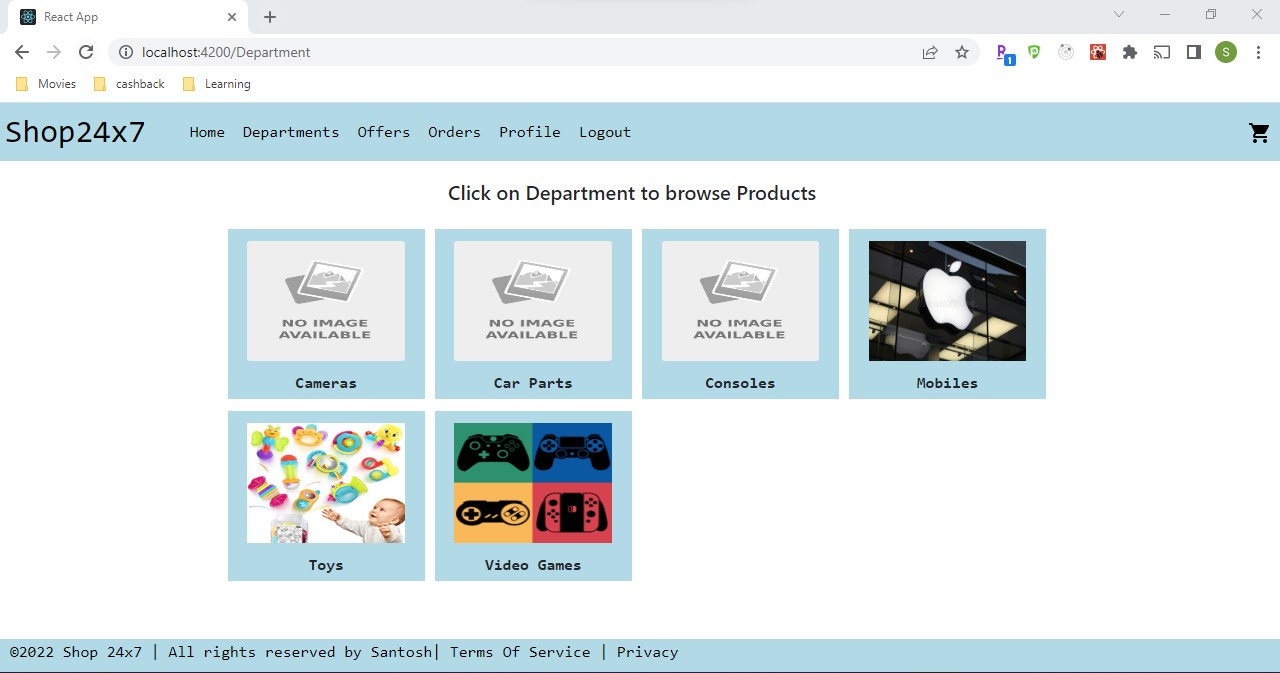 React App
localhost:4200/Department
S
1
Movies cashback Learning
Shop24x7 Home Departments Offers Orders Profile Logout
Click on Department to browse Products
NO IMAGE AVAILABLE
NO IMAGE AVAILABLE
NO IMAGE AVAILABLE
Cameras Car Parts Consoles Mobiles
Toys Video Games
©2022 Shop 24x7 | All rights reserved by Santosh| Terms Of Service | Privacy